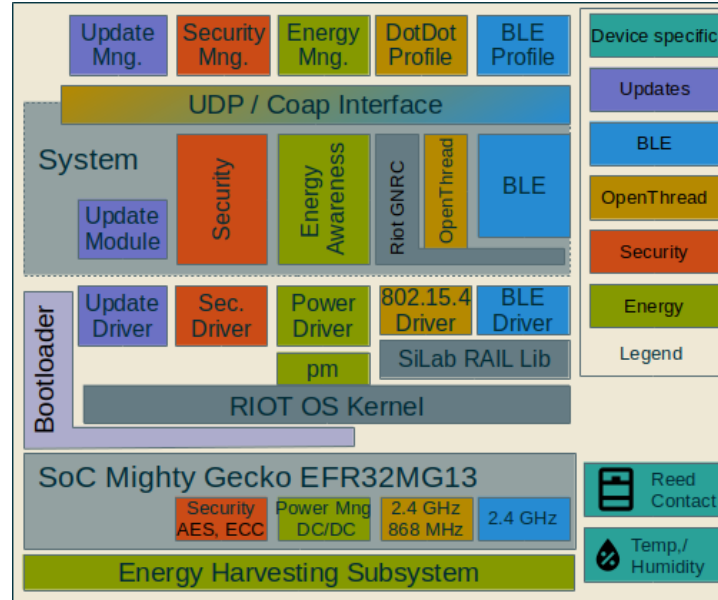 Update
Mng.
Security
Mng.
Energy
Mng.
DotDot
Profile
BLE
Profile
UDP / Coap Interface
System
Update
Module
Security
Energy
Awareness
Riot GNRC
OpenThread
BLE
Bootloader
Update
Driver
Sec.
Driver
Power
Driver
802.15.4
Driver
BLE
Driver
pm
SiLab RAIL Lib
RIOT OS Kernel
SoC Mighty Gecko EFR32MG13
Security
AES, ECC
Power Mng
DC/DC
2.4 GHz
868 MHz
2.4 GHz
Energy Harvesting Subsystem
Device specific
Updates
BLE
OpenThread
Security
Energy
Legend
Reed
Contact
Temp,/
Humidity